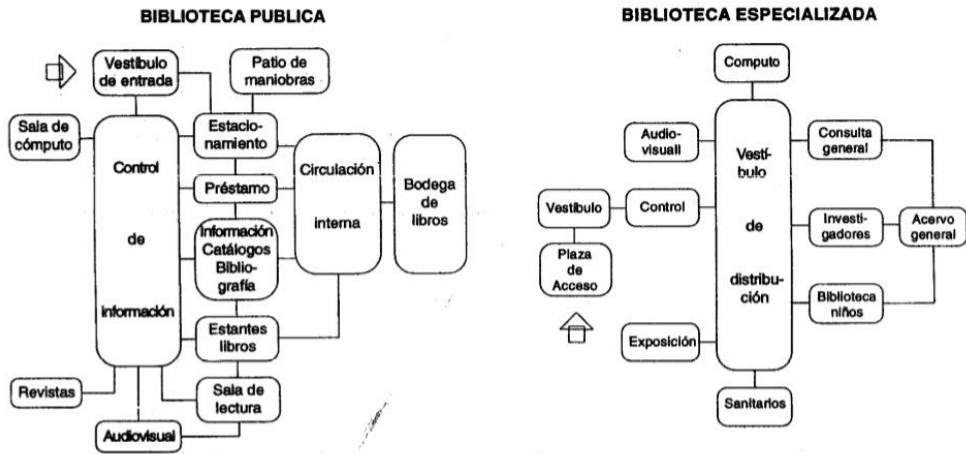 BIBLIOTECA PUBLICA
Vestíbulo
de entrada
Patio de
maniobras
Sala de
cómputo
Estacio-
namiento
Control
de
información
Préstamo
Información
Catálogos
Biblio-
grafía
Estantes
libros
Sala de
lectura
Revistas
Audiovisual
Circulación
interna
Bodega
de
libros
BIBLIOTECA ESPECIALIZADA
Computo
Audio-
visuall
Vestí-
bulo
de
distribu-
ción
Consulta
general
Vestíbulo
Control
Investi-
gadores
Acervo
general
Plaza
de
Acceso
Biblioteca
niños
Exposición
Sanitarios